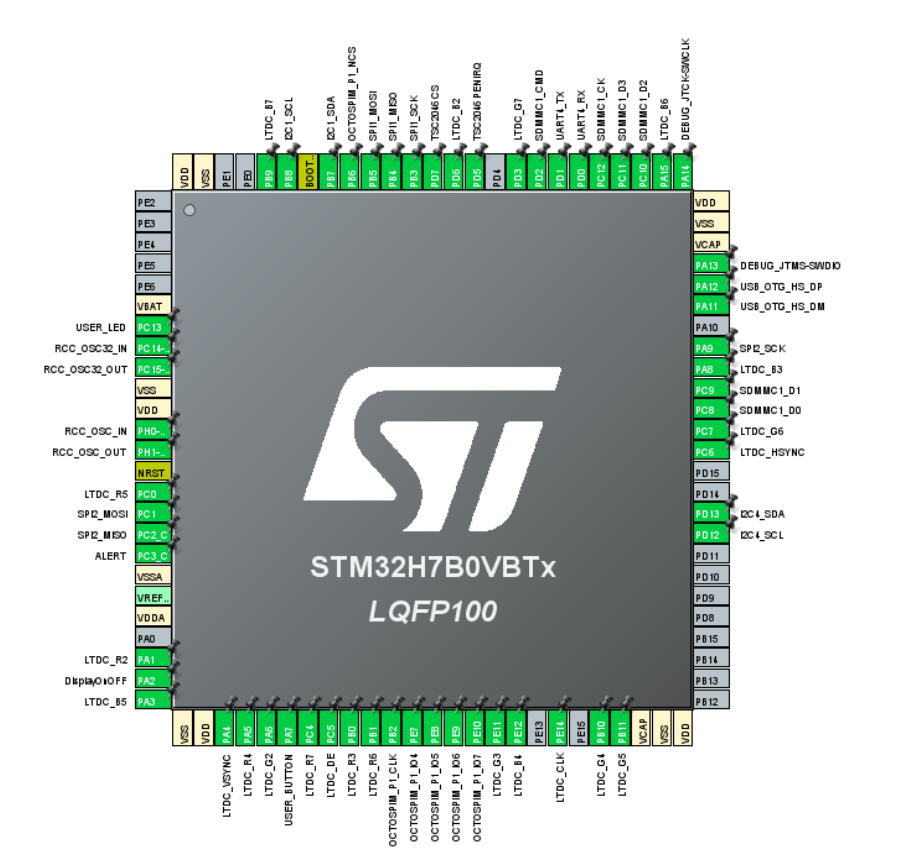 LTDC_B7
I2C1_SCL
I2C1_SDA
OCTOSPIM_P1_NCS
SPI1_MOSI
SPI1_MISO
SPI1_SCK
TSC2046 CS
LTDC_B2
TSC2046 PENIRQ
LTDC_G7
SDMMC1_CMD
UART4_TX
UART4_RX
SDMMC1_CK
SDMMC1_D3
SDMMC1_D2
LTDC_B6
DEBUG_JTCK-SWCLK
VDD
VSS
PE1
PE0
PB9
PB8
BOOT..
PB7
PB6
PB5
PB4
PB3
PD7
PD6
PD5
PD4
PD3
PD2
PD1
PD0
PC12
PC11
PC10
PA15
PA14
PE2
PE3
PE4
PE5
PE6
VBAT
USER_LED PC13
RCC_OSC32_IN PC14-..
RCC_OSC32_OUT PC15-..
VSS
VDD
RCC_OSC_IN PH0-..
RCC_OSC_OUT PH1-..
NRST
LTDC_R5 PC0
SPI2_MOSI PC1
SPI2_MISO PC2_C
ALERT PC3_C
VSSA
VREF..
VDDA
PA0
LTDC_R2 PA1
DisplayOnOFF PA2
LTDC_B5 PA3
ST
STM32H7B0VBTx
LQFP100
VDD
VSS
VCAP
PA13 DEBUG_JTMS-SWDIO
PA12 USB_OTG_HS_DP
PA11 USB_OTG_HS_DM
PA10
PA9 SPI2_SCK
PA8 LTDC_B3
PC9 SDMMC1_D1
PC8 SDMMC1_D0
PC7 LTDC_G6
PC6 LTDC_HSYNC
PD15
PD14
PD13 I2C4_SDA
PD12 I2C4_SCL
PD11
PD10
PD9
PD8
PB15
PB14
PB13
PB12
VSS
VDD
PA4
PA5
PA6
PA7
PC4
PC5
PB0
PB1
PB2
PE7
PE8
PE9
PE10
PE11
PE12
PE13
PE14
PE15
PB10
PB11
VCAP
VSS
VDD
LTDC_VSYNC
LTDC_R4
LTDC_G2
USER_BUTTON
LTDC_R7
LTDC_DE
LTDC_R3
LTDC_R6
OCTOSPIM_P1_CLK
OCTOSPIM_P1_IO4
OCTOSPIM_P1_IO5
OCTOSPIM_P1_IO6
OCTOSPIM_P1_IO7
LTDC_G3
LTDC_B4
LTDC_CLK
LTDC_G4
LTDC_G5